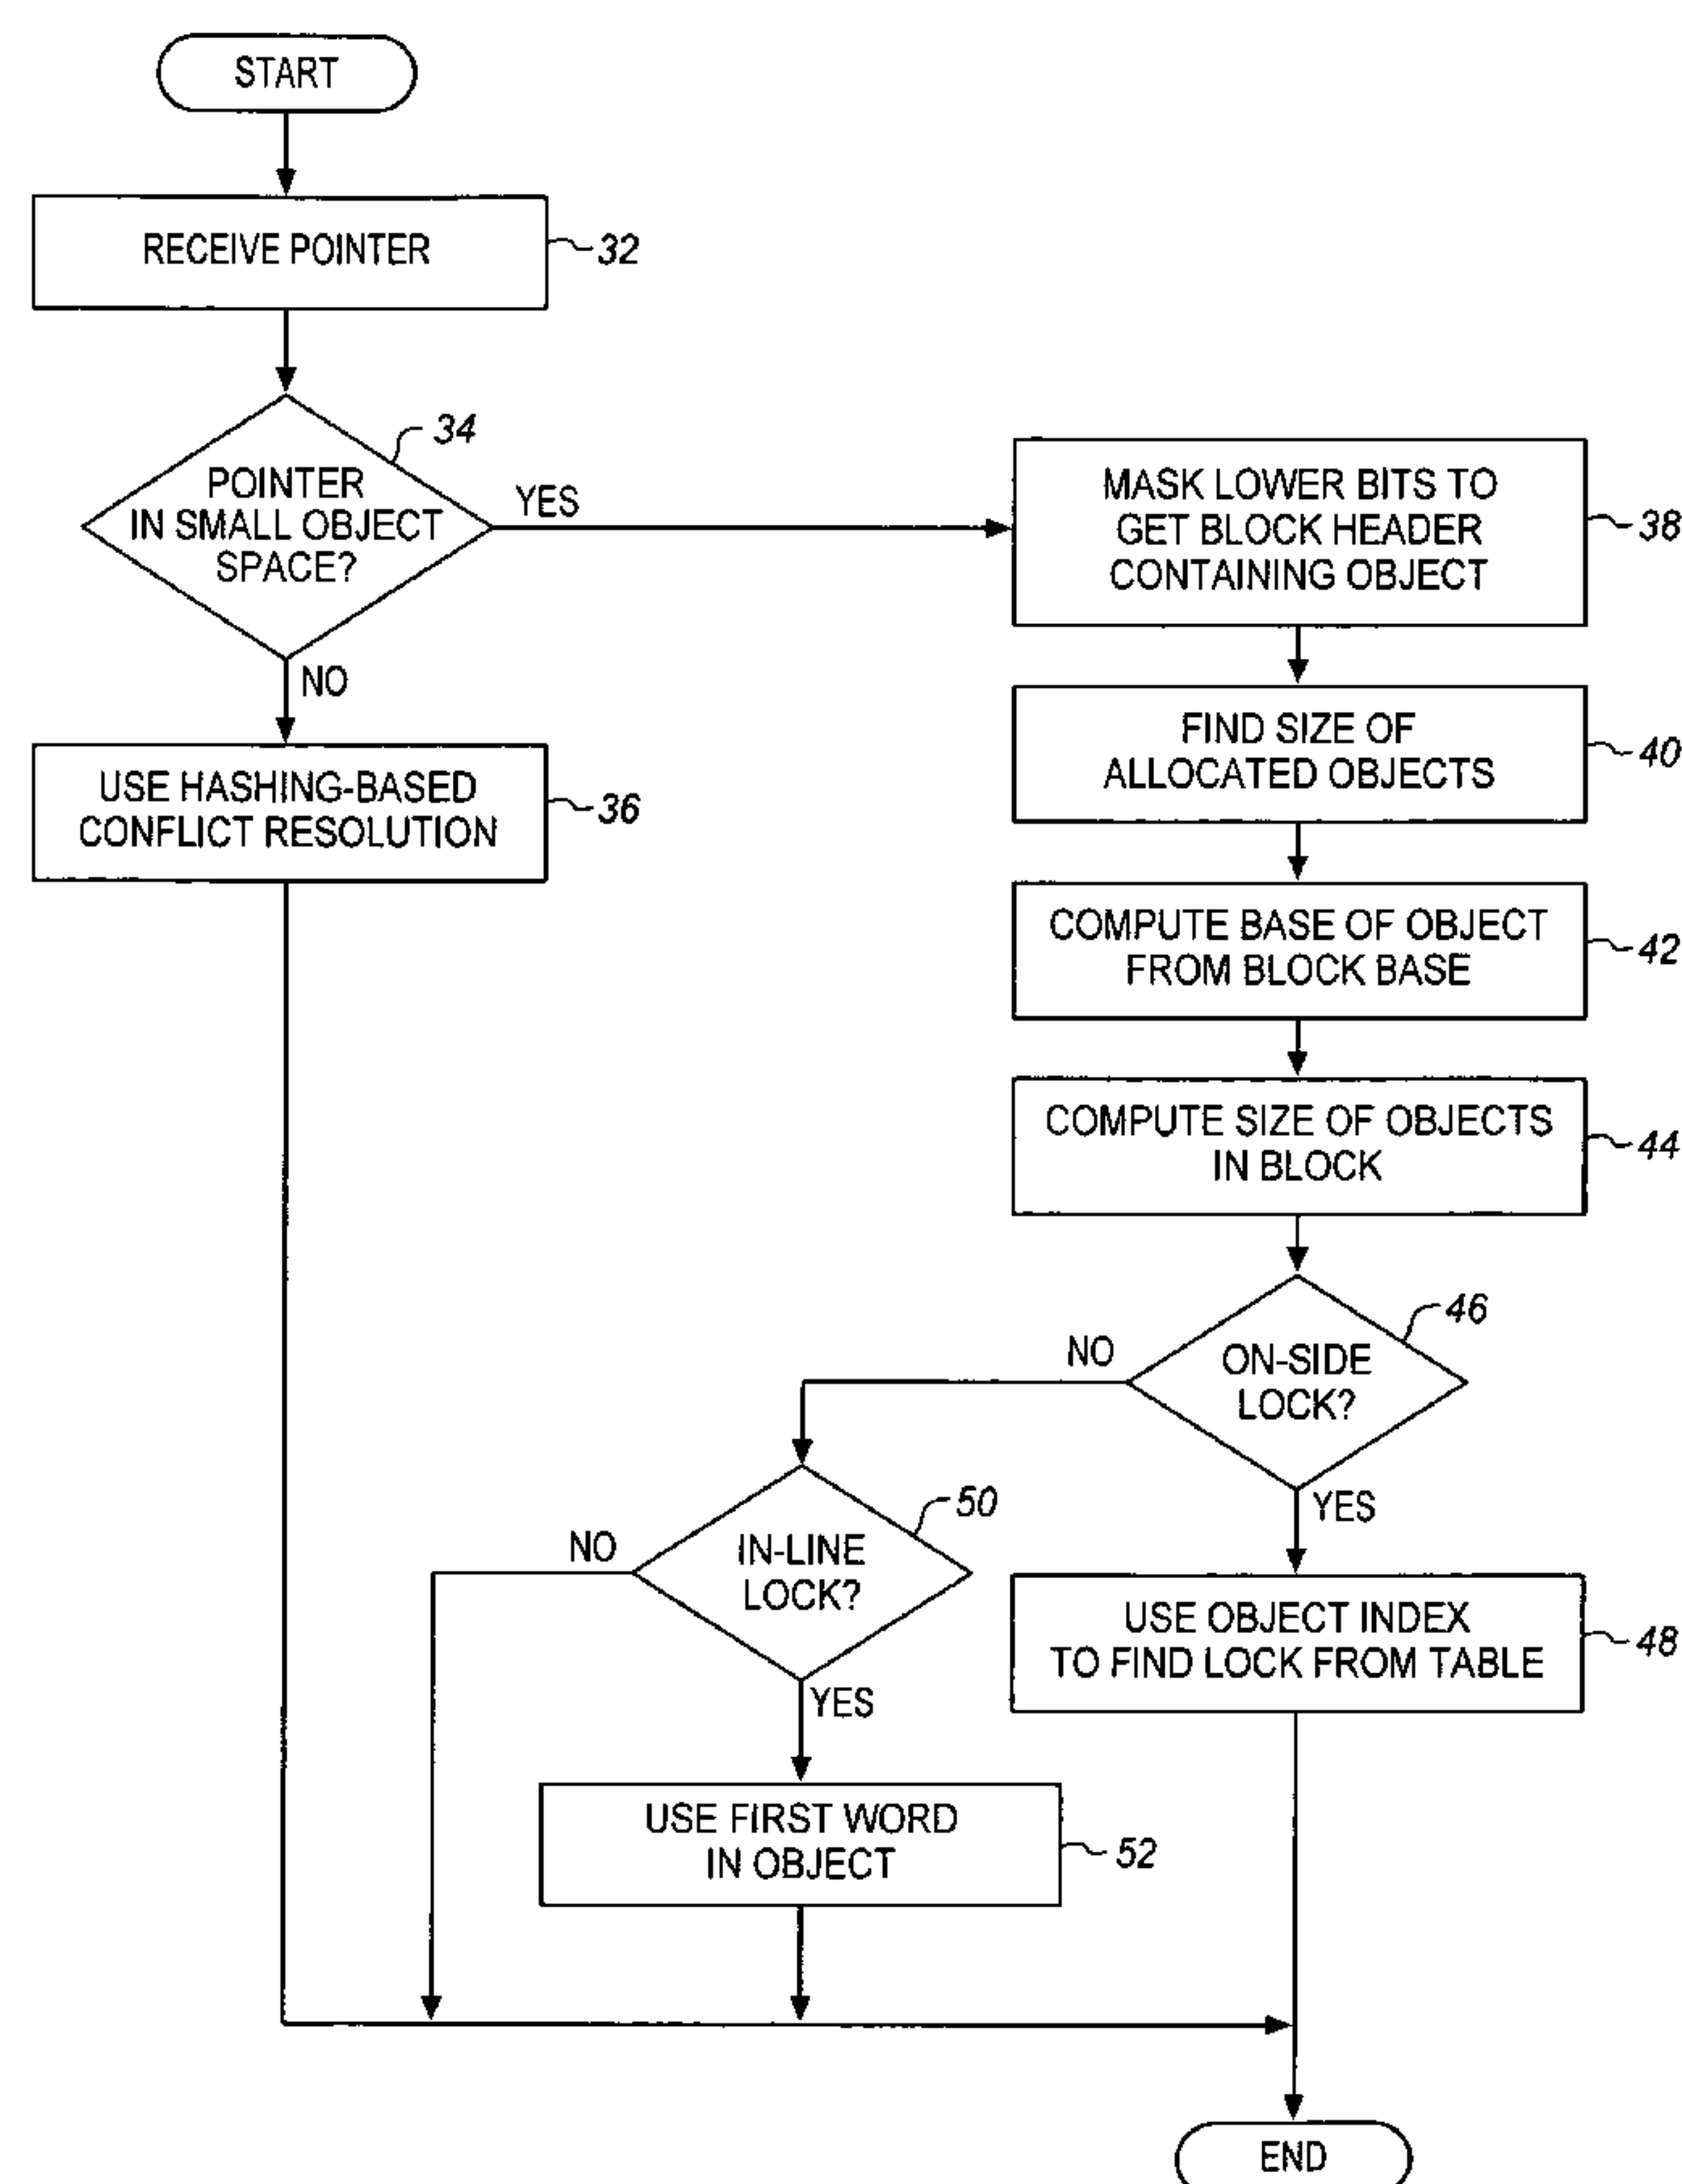 START
RECEIVE POINTER
32
34
POINTER
IN SMALL OBJECT
SPACE?
YES
NO
USE HASHING-BASED
CONFLICT RESOLUTION
36
MASK LOWER BITS TO
GET BLOCK HEADER
CONTAINING OBJECT
38
FIND SIZE OF
ALLOCATED OBJECTS
40
COMPUTE BASE OF OBJECT
FROM BLOCK BASE
42
COMPUTE SIZE OF OBJECTS
IN BLOCK
44
46
ON-SIDE
LOCK?
NO
YES
50
IN-LINE
LOCK?
NO
YES
USE OBJECT INDEX
TO FIND LOCK FROM TABLE
48
USE FIRST WORD
IN OBJECT
52
END